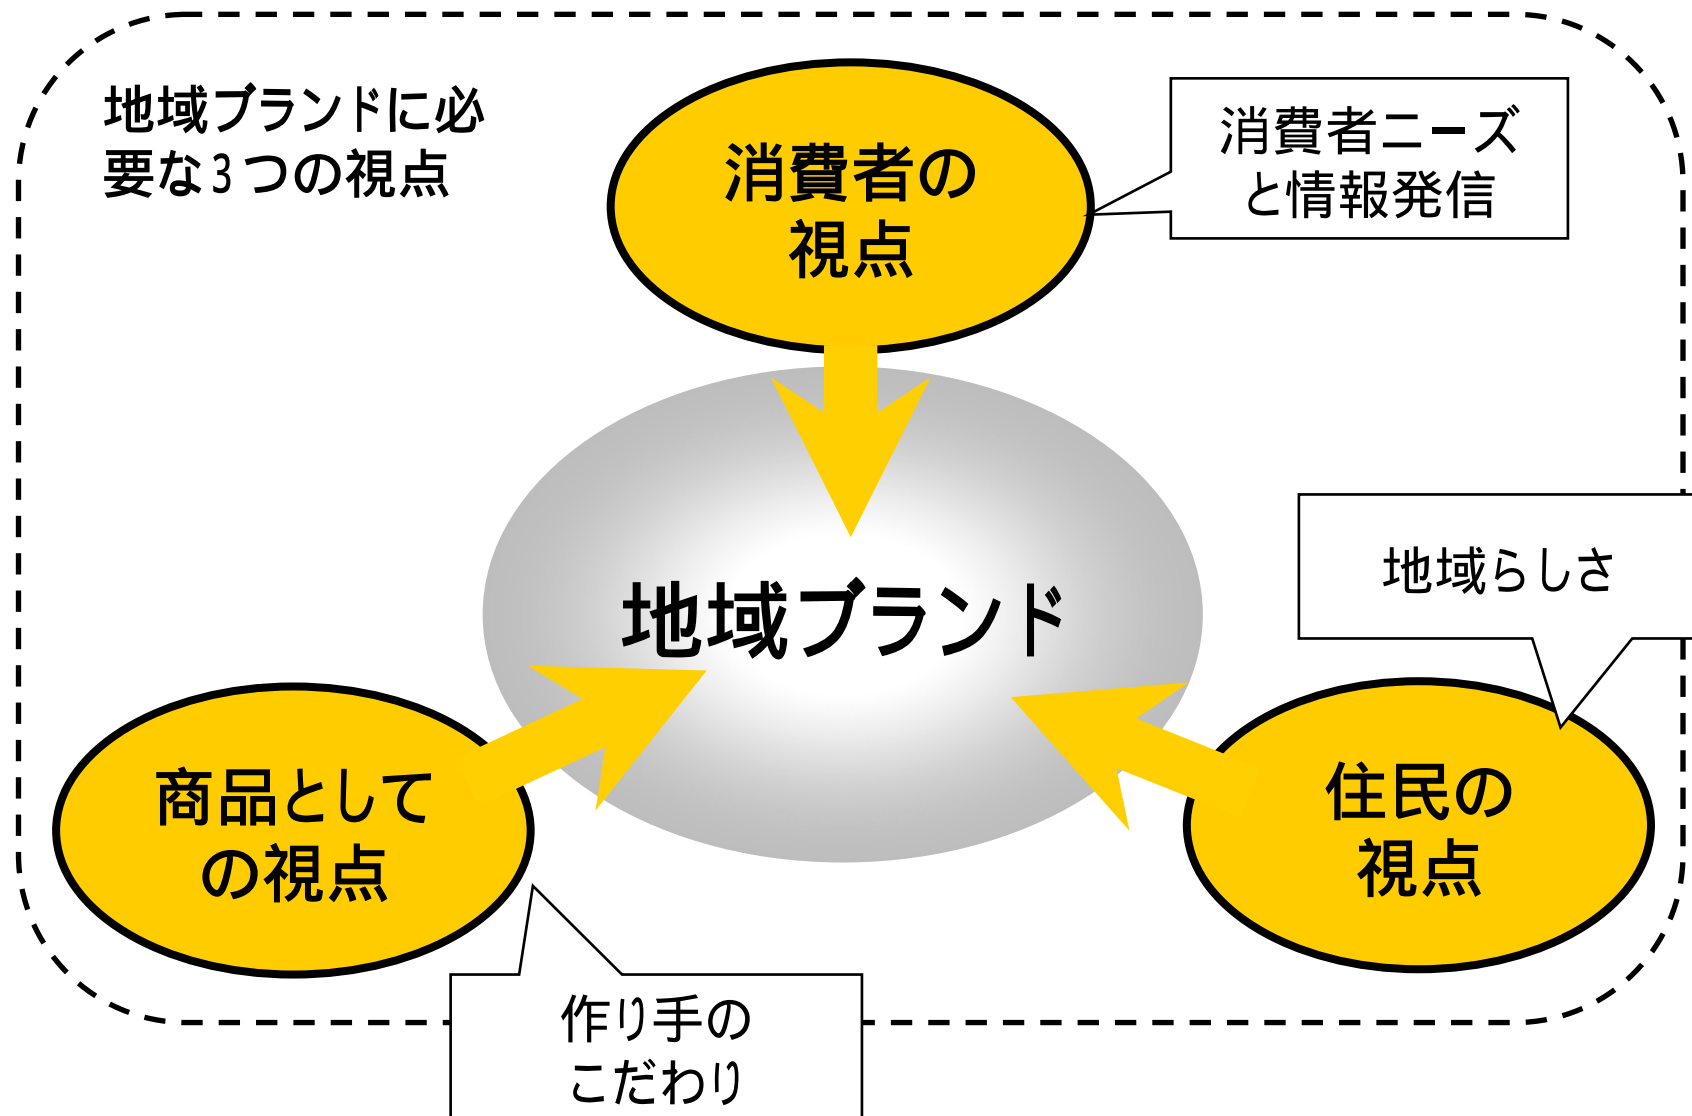 地域ブランドに必
要な3つの視点
消費者の
視点
消費者ニーズ
と情報発信
地域らしさ
地域ブランド
商品として
の視点
住民の
視点
作り手の
こだわり